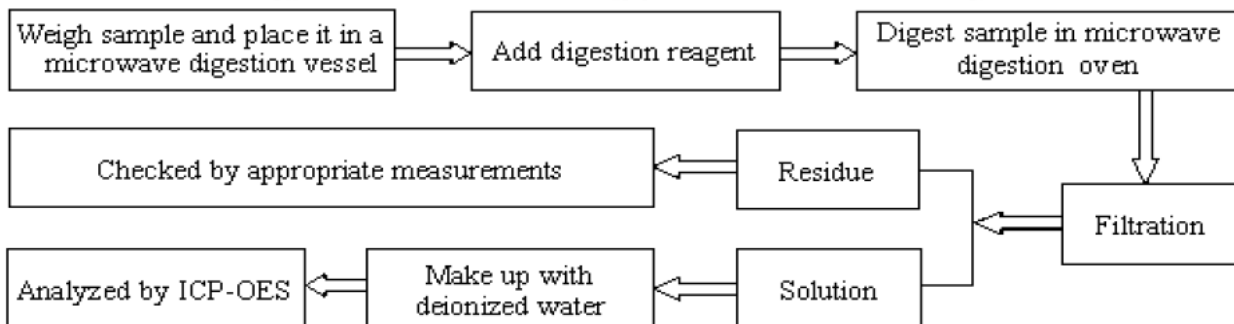 Weigh sample and place it in a
microwave digestion vessel
Add digestion reagent
Digest sample in microwave
digestion oven
Checked by appropriate measurements
Residue
Filtration
Analyzed by ICP-OES
Make up with
deionized water
Solution